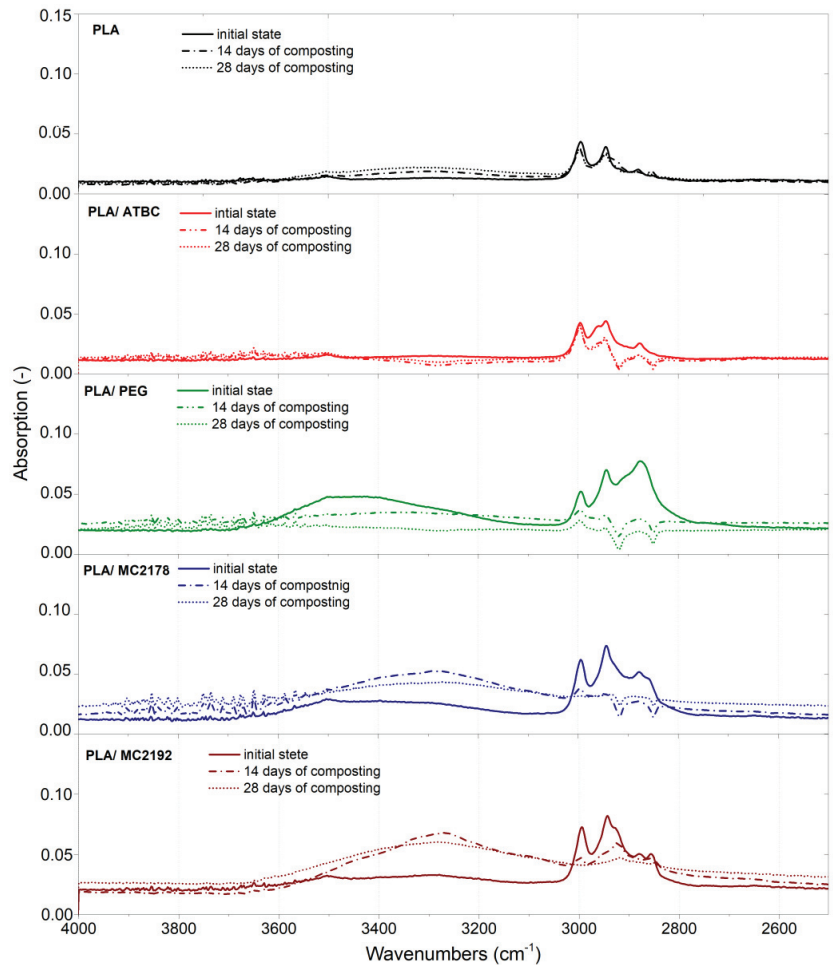 0.15
PLA
initial state
14 days of composting
28 days of composting
0.10
0.05
0.00
PLA/ ATBC
intial state
14 days of composting
28 days of composting
0.10
0.05
0.00
PLA/ PEG
initial stae
14 days of composting
28 days of composting
0.10
0.05
0.00
PLA/ MC2178
initial state
14 days of compostnig
28 days of composting
0.10
0.05
0.00
PLA/ MC2192
initial stete
14 days of composting
28 days of composting
0.10
0.05
0.00
Absorption (-)
4000 3800 3600 3400 3200 3000 2800 2600
Wavenumbers (cm⁻¹)